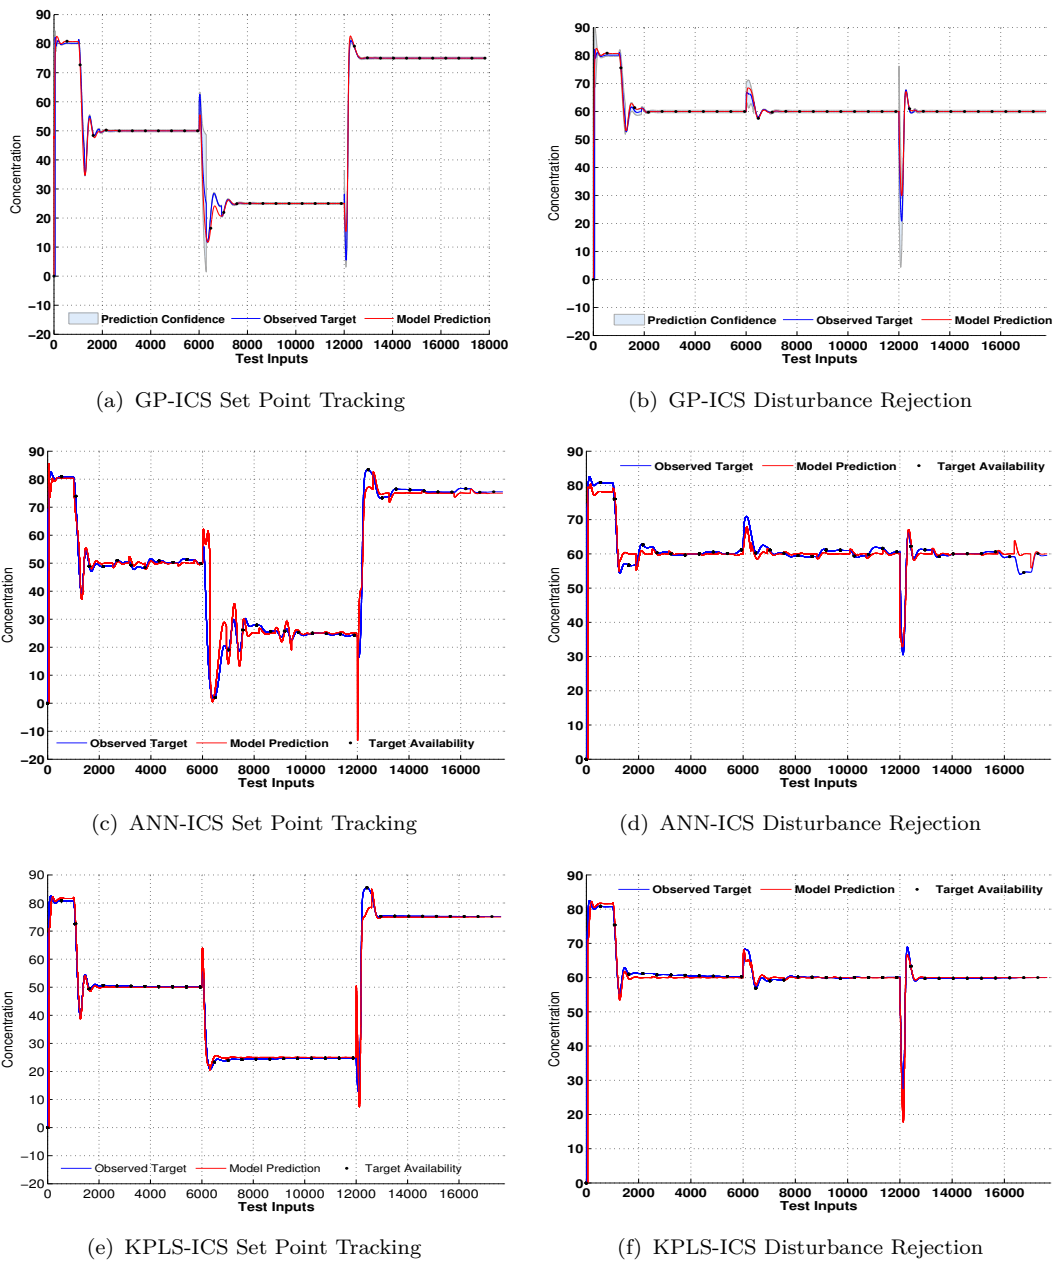 90
80
70
60
50
40
30
20
10
0
−10
−20
Concentration
Prediction Confidence Observed Target Model Prediction
0 2000 4000 6000 8000 10000 12000 14000 16000 18000
Test Inputs
(a) GP-ICS Set Point Tracking
90
80
70
60
50
40
30
20
10
0
−10
−20
Concentration
Prediction Confidence Observed Target Model Prediction
0 2000 4000 6000 8000 10000 12000 14000 16000
Test Inputs
(b) GP-ICS Disturbance Rejection
90
80
70
60
50
40
30
20
10
0
−10
−20
Concentration
Observed Target Model Prediction Target Availability
0 2000 4000 6000 8000 10000 12000 14000 16000
Test Inputs
(c) ANN-ICS Set Point Tracking
Observed Target Model Prediction Target Availability
90
80
70
60
50
40
30
20
10
0
Concentration
0 2000 4000 6000 8000 10000 12000 14000 16000
Test Inputs
(d) ANN-ICS Disturbance Rejection
90
80
70
60
50
40
30
20
10
0
−10
−20
Concentration
Observed Target Model Prediction Target Availability
0 2000 4000 6000 8000 10000 12000 14000 16000
Test Inputs
(e) KPLS-ICS Set Point Tracking
Observed Target Model Prediction Target Availability
90
80
70
60
50
40
30
20
10
0
Concentration
0 2000 4000 6000 8000 10000 12000 14000 16000
Test Inputs
(f) KPLS-ICS Disturbance Rejection